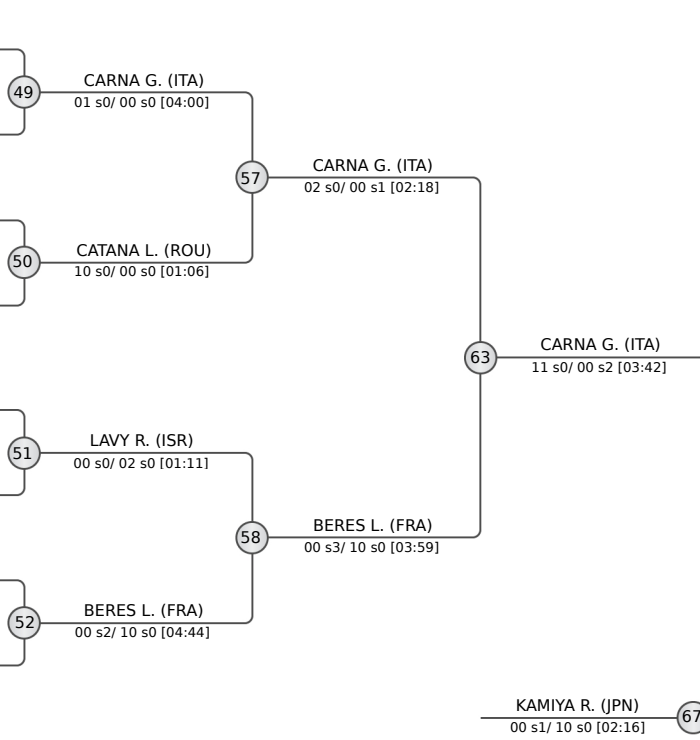 49
CARNA G. (ITA)
01 s0/ 00 s0 [04:00]
57
CARNA G. (ITA)
02 s0/ 00 s1 [02:18]
50
CATANA L. (ROU)
10 s0/ 00 s0 [01:06]
63
CARNA G. (ITA)
11 s0/ 00 s2 [03:42]
51
LAVY R. (ISR)
00 s0/ 02 s0 [01:11]
58
BERES L. (FRA)
00 s3/ 10 s0 [03:59]
52
BERES L. (FRA)
00 s2/ 10 s0 [04:44]
KAMIYA R. (JPN)
00 s1/ 10 s0 [02:16]
67